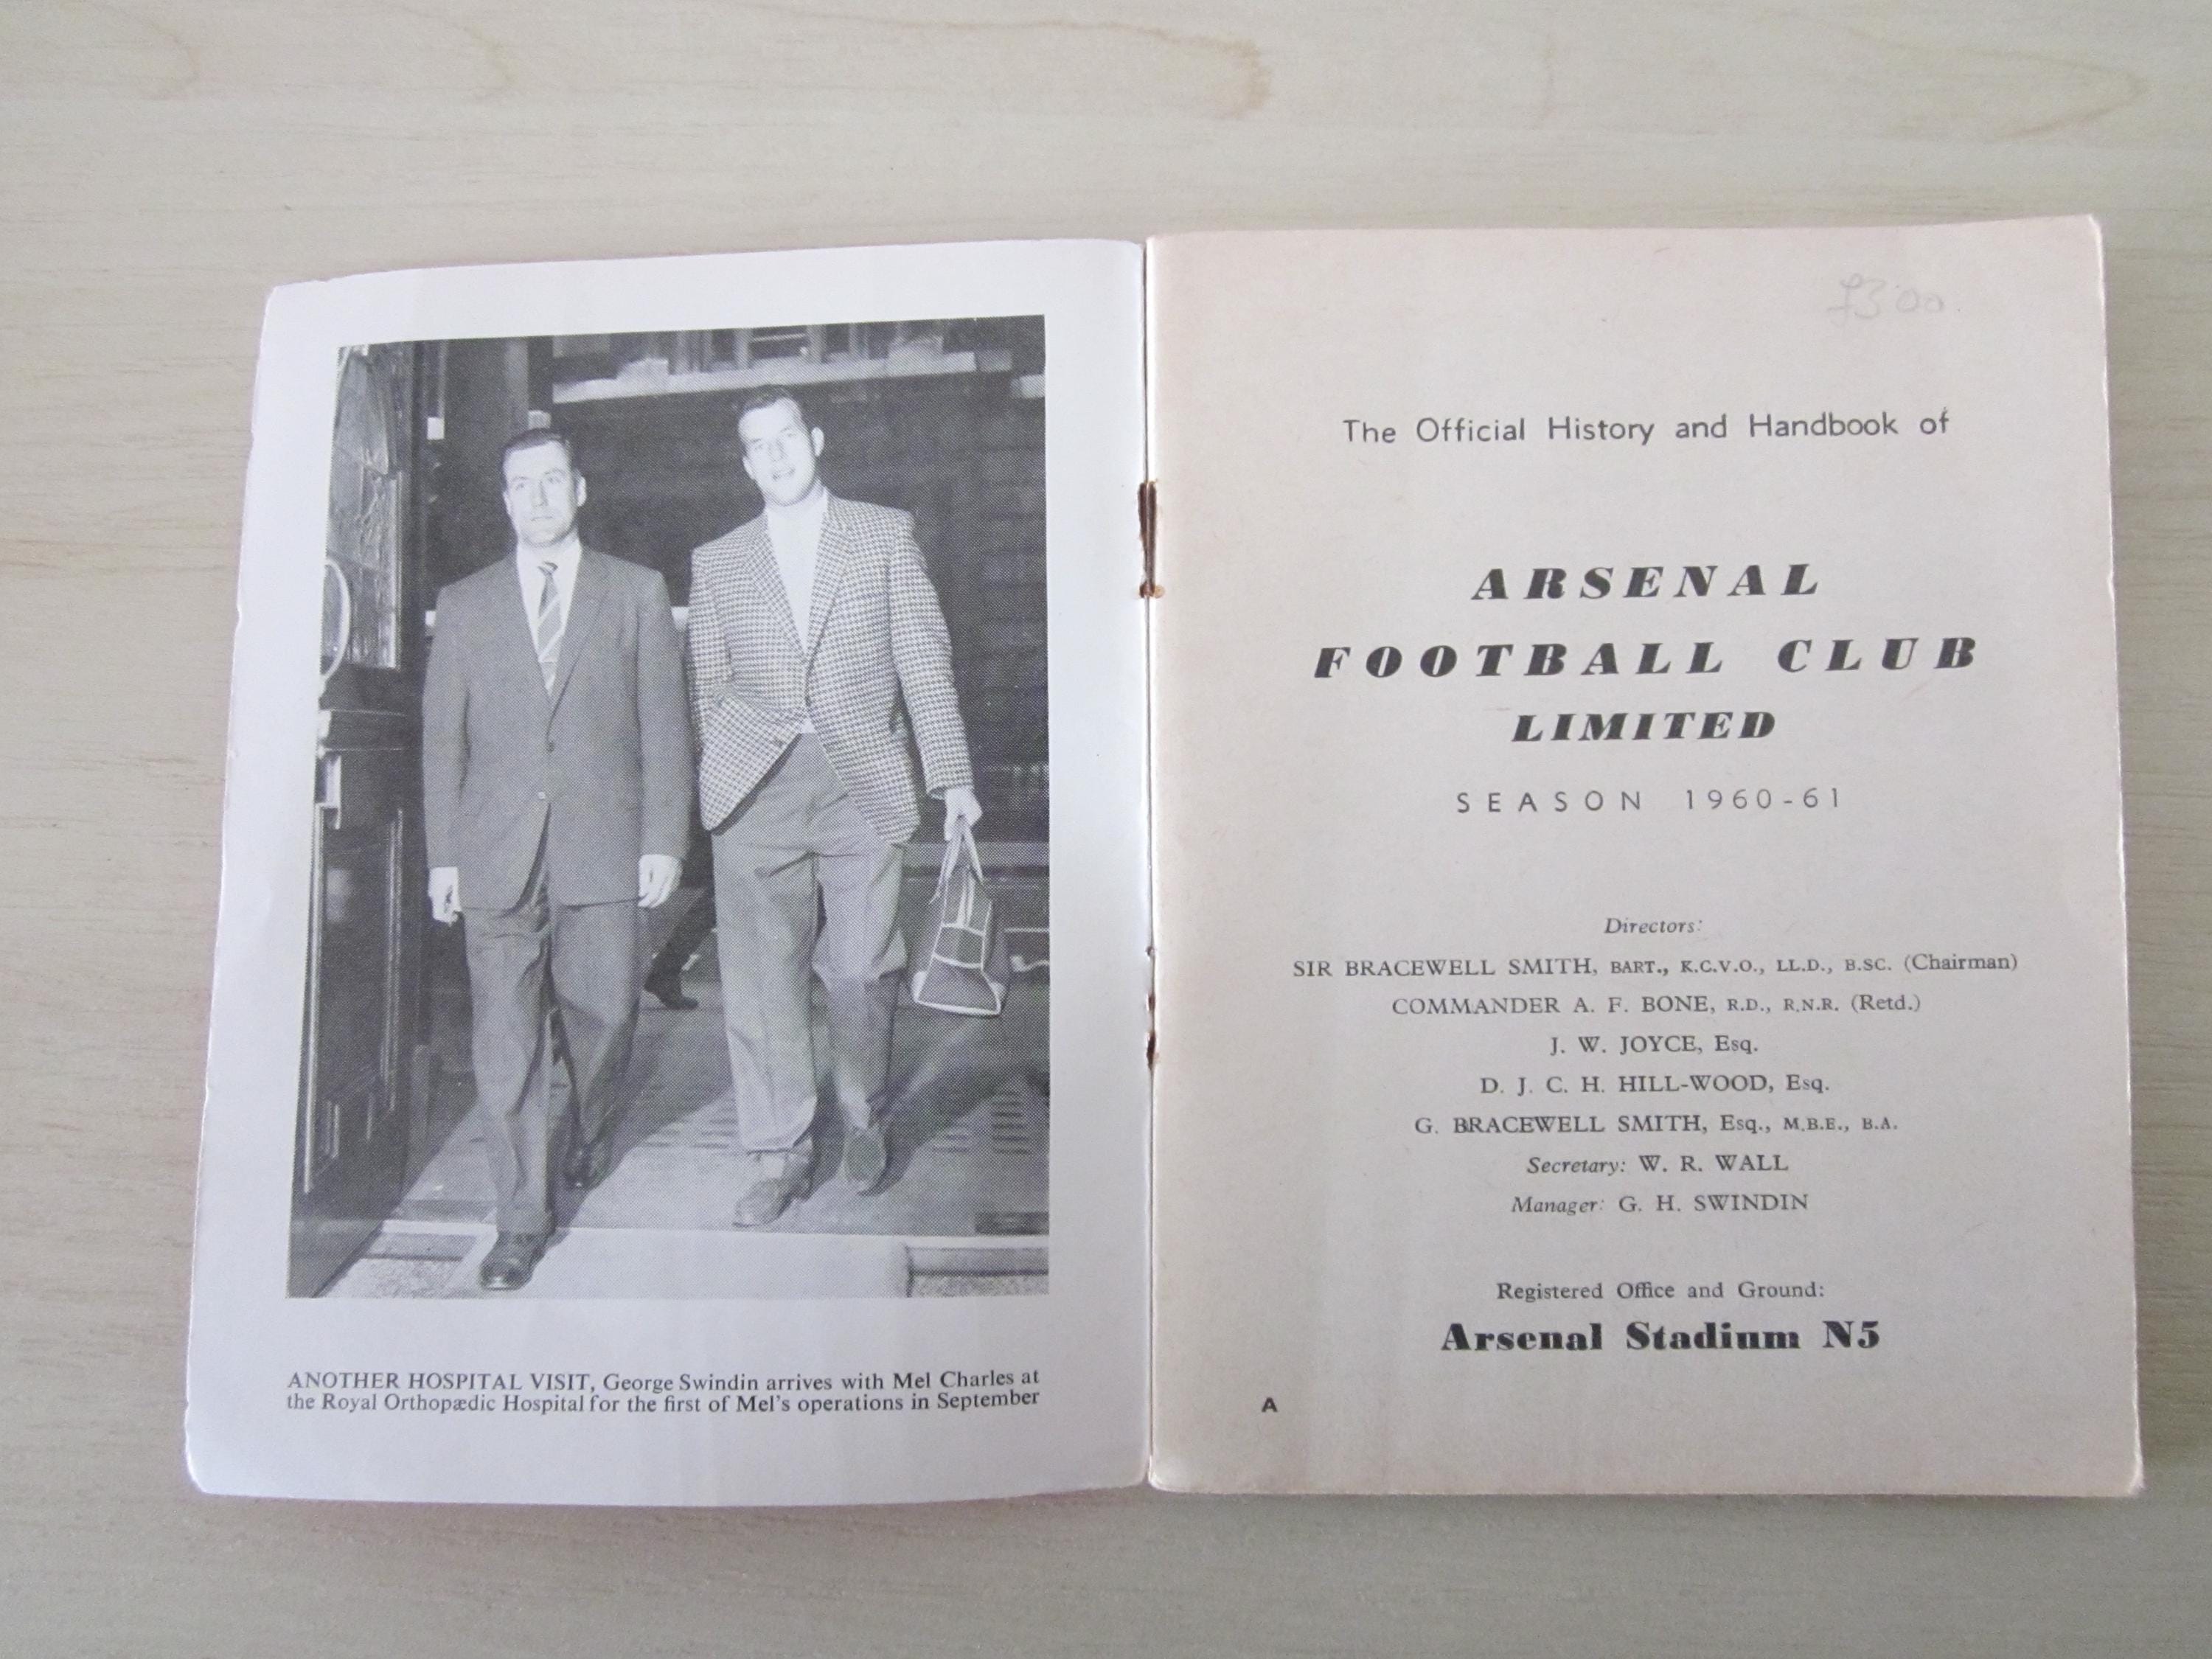 ANOTHER HOSPITAL VISIT, George Swindin arrives with Mel Charles at
the Royal Orthopædic Hospital for the first of Mel's operations in September
£3.00
The Official History and Handbook of
ARSENAL
FOOTBALL CLUB
LIMITED
SEASON 1960-61
Directors:
SIR BRACEWELL SMITH, BART., K.C.V.O., LL.D., B.SC. (Chairman)
COMMANDER A. F. BONE, R.D., R.N.R. (Retd.)
J. W. JOYCE, Esq.
D. J. C. H. HILL-WOOD, Esq.
G. BRACEWELL SMITH, Esq., M.B.E., B.A.
Secretary: W. R. WALL
Manager: G. H. SWINDIN
Registered Office and Ground:
Arsenal Stadium N5
A